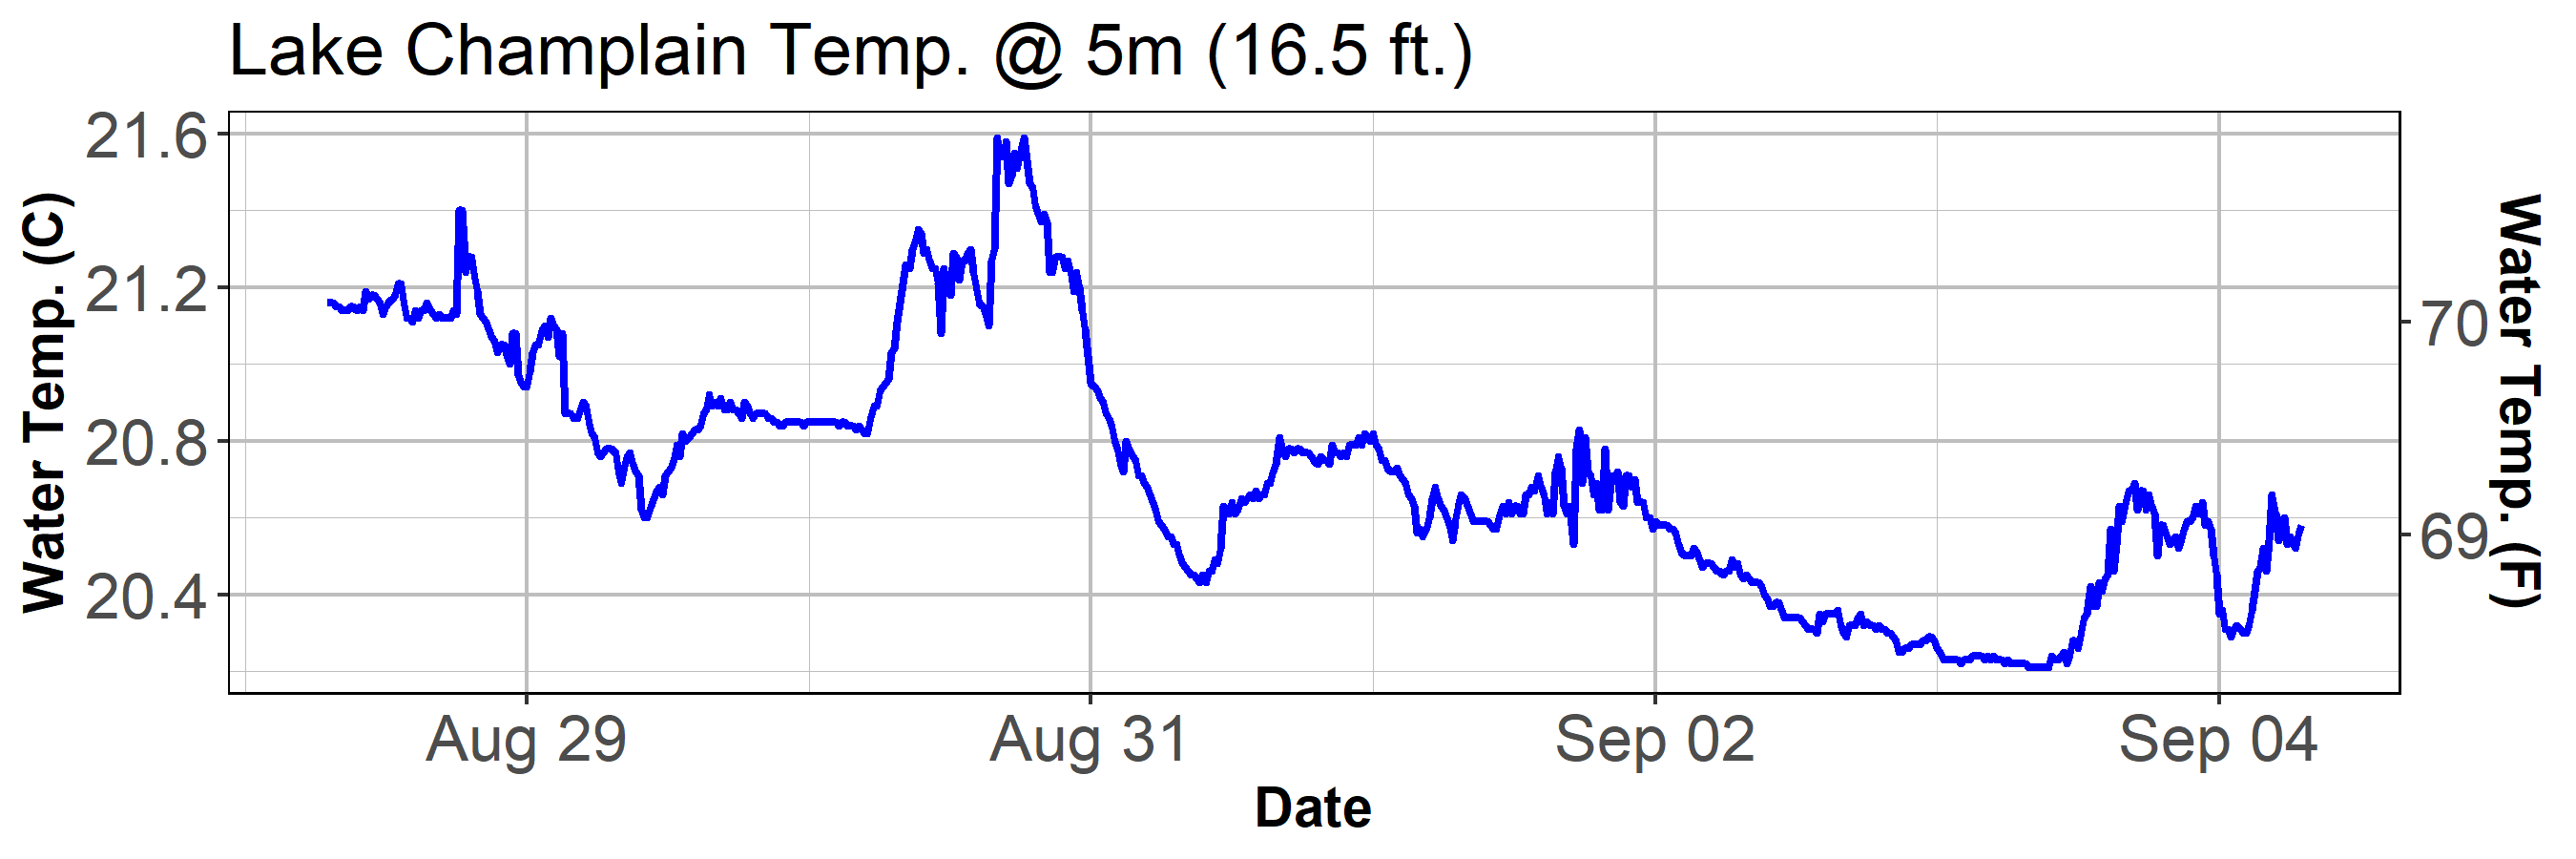 Lake Champlain Temp. @ 5m (16.5 ft.)
Water Temp. (C)
21.6
21.2
20.8
20.4
70
69
Water Temp. (F)
Aug 29 Aug 31 Sep 02 Sep 04
Date